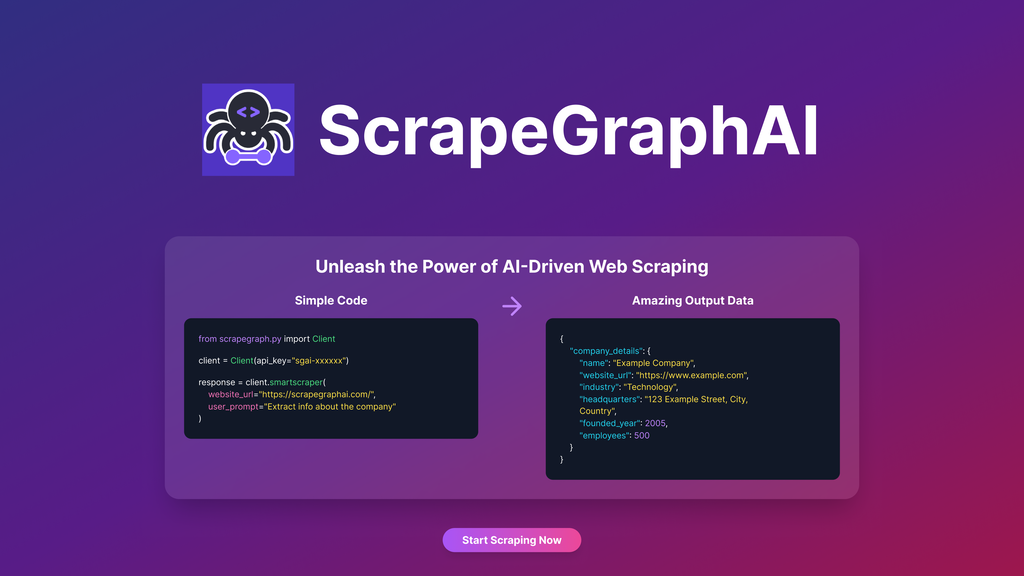 <>
ScrapeGraphAI
Unleash the Power of AI-Driven Web Scraping
Simple Code
from scrapegraph.py import Client
client = Client(api_key="sgai-xxxxxx")
response = client.smartscraper(
website_url="https://scrapegraphai.com/",
user_prompt="Extract info about the company"
)
Amazing Output Data
{
"company_details": {
"name": "Example Company",
"website_url": "https://www.example.com",
"industry": "Technology",
"headquarters": "123 Example Street, City,
Country",
"founded_year": 2005,
"employees": 500
}
}
Start Scraping Now